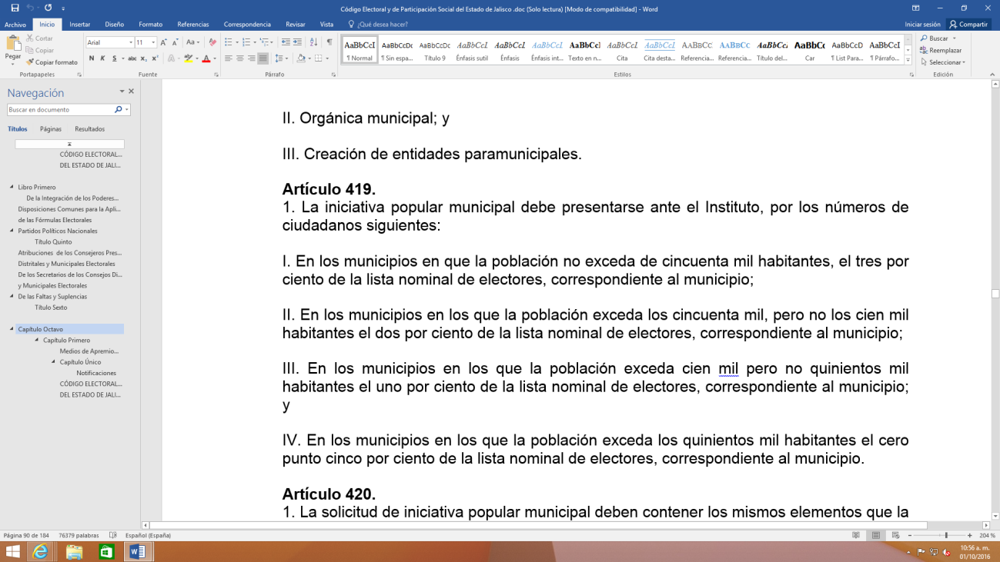 Código Electoral y de Participación Social del Estado de Jalisco .doc (Solo lectura) [Modo de compatibilidad] - Word
Archivo Inicio Insertar Diseño Formato Referencias Correspondencia Revisar Vista ¿Qué desea hacer? Iniciar sesión Compartir
Pegar
Cortar
Copiar
Copiar formato
Portapapeles
Arial 11
N K S abc x₂ x²
Fuente
Párrafo
AaBbCcI AaBbCcDc AaBbCcDc AaBbCcI AaBbCcI AaBbCcI AaBbCcI AaBbCcI AaBbCcI AABBCC AABBCC AaBbCc. AaBbCc AaBbCcD AaBbCcI
¶ Normal ¶ Sin espa... Título 9 Énfasis sutil Énfasis Énfasis int... Texto en n... Cita Cita desta... Referencia... Referencia... Título del... Car ¶ List Para... ¶ Párrafo...
Estilos
Buscar
Reemplazar
Seleccionar
Edición
Navegación
Buscar en documento
Títulos Páginas Resultados
CÓDIGO ELECTORAL...
DEL ESTADO DE JALI...
Libro Primero
De la Integración de los Poderes...
Disposiciones Comunes para la Apli...
de las Fórmulas Electorales
Partidos Políticos Nacionales
Título Quinto
Atribuciones de los Consejeros Pres...
Distritales y Municipales Electorales
De los Secretarios de los Consejos Di...
y Municipales Electorales
De las Faltas y Suplencias
Título Sexto
Capítulo Octavo
Capítulo Primero
Medios de Apremio...
Capítulo Único
Notificaciones
CÓDIGO ELECTORAL...
DEL ESTADO DE JALI...
II. Orgánica municipal; y
III. Creación de entidades paramunicipales.
Artículo 419.
1. La iniciativa popular municipal debe presentarse ante el Instituto, por los números de
ciudadanos siguientes:
I. En los municipios en que la población no exceda de cincuenta mil habitantes, el tres por
ciento de la lista nominal de electores, correspondiente al municipio;
II. En los municipios en los que la población exceda los cincuenta mil, pero no los cien mil
habitantes el dos por ciento de la lista nominal de electores, correspondiente al municipio;
III. En los municipios en los que la población exceda cien mil pero no quinientos mil
habitantes el uno por ciento de la lista nominal de electores, correspondiente al municipio;
y
IV. En los municipios en los que la población exceda los quinientos mil habitantes el cero
punto cinco por ciento de la lista nominal de electores, correspondiente al municipio.
Artículo 420.
1. La solicitud de iniciativa popular municipal deben contener los mismos elementos que la
Página 90 de 184 76379 palabras Español (España) 204 %
10:56 a. m.
01/10/2016